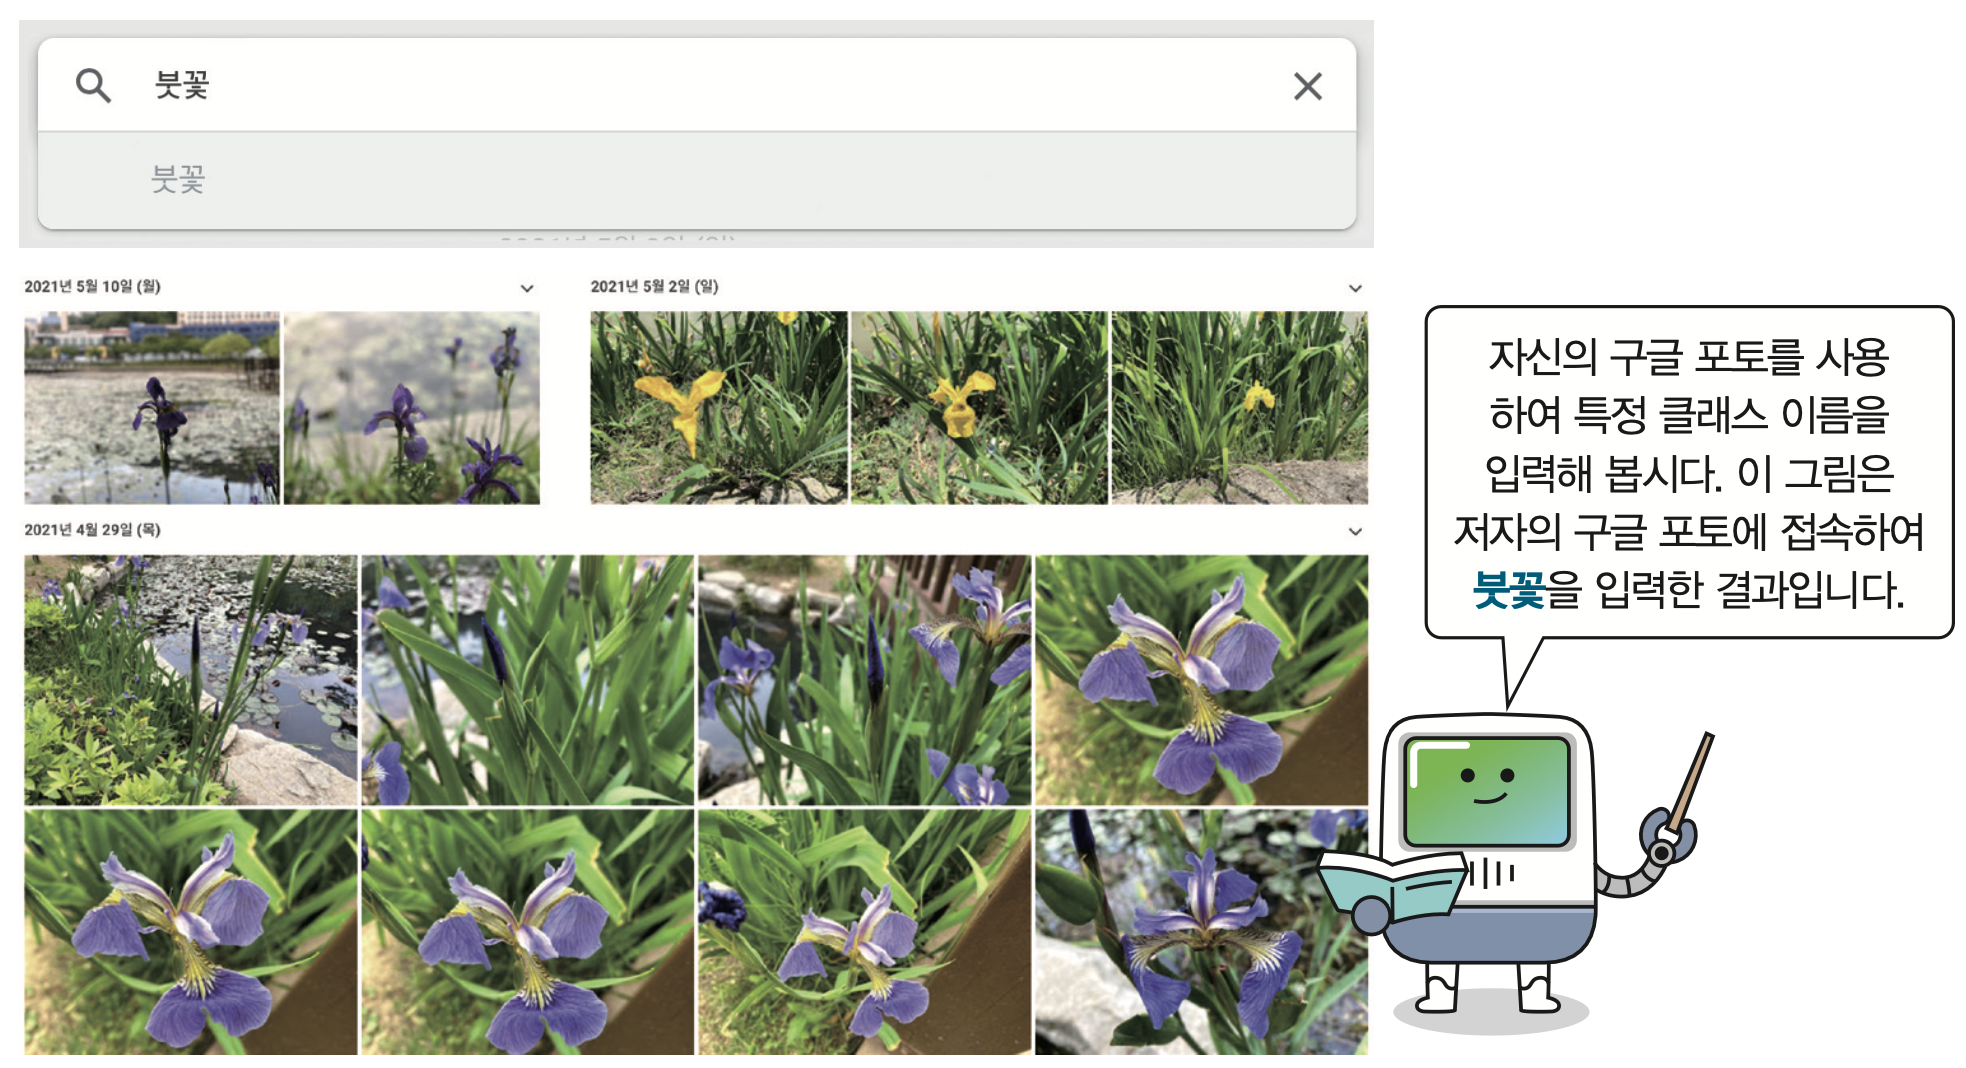 붓꽃
붓꽃
2021년 5월 10일 (월)
2021년 5월 2일 (일)
2021년 4월 29일 (목)
자신의 구글 포토를 사용
하여 특정 클래스 이름을
입력해 봅시다. 이 그림은
저자의 구글 포토에 접속하여
붓꽃을 입력한 결과입니다.